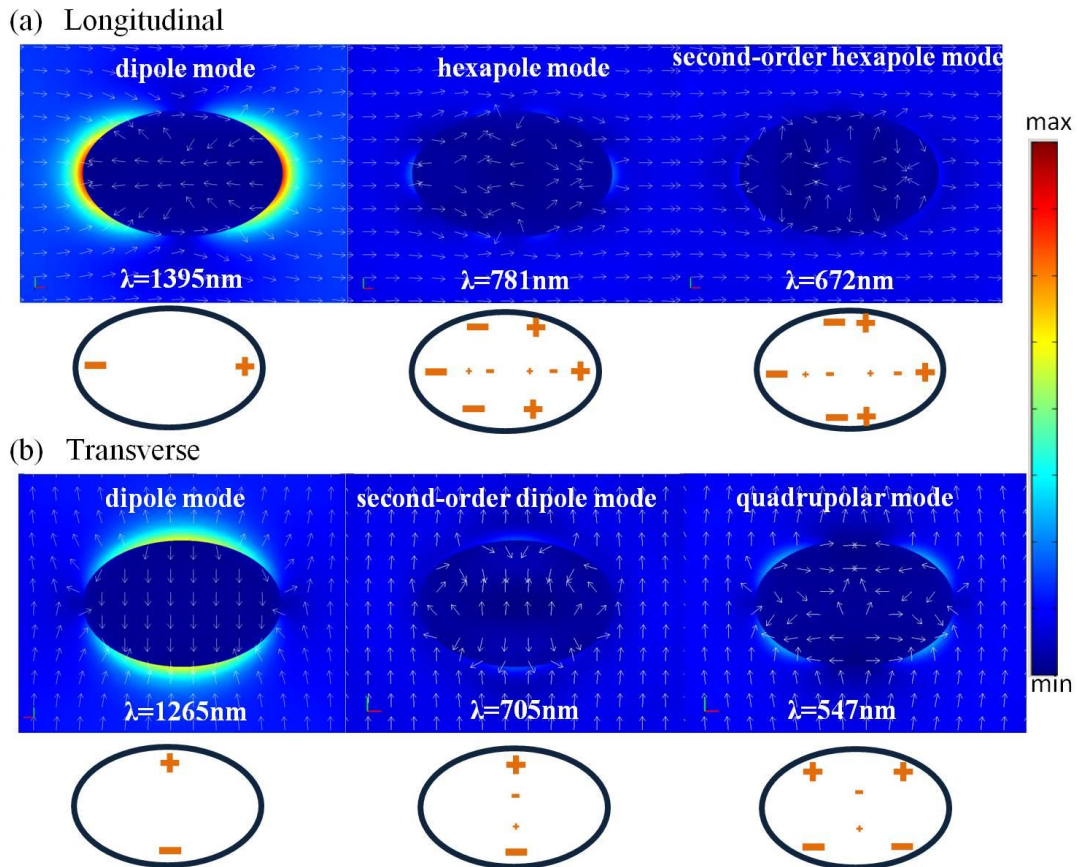 (a) Longitudinal
dipole mode
hexapole mode
second-order hexapole mode
λ=1395nm
λ=781nm
λ=672nm
max
min
(b) Transverse
dipole mode
second-order dipole mode
quadrupolar mode
λ=1265nm
λ=705nm
λ=547nm